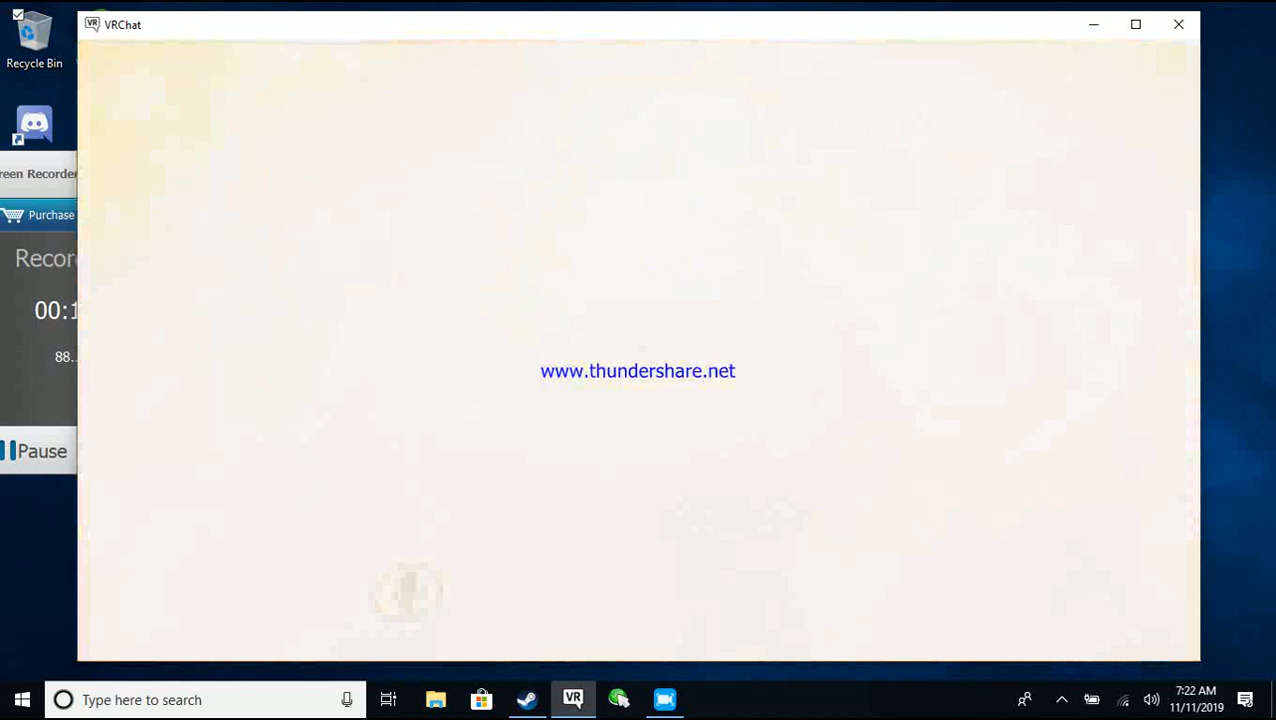 VRChat
Recycle Bin
reen Recorder
Purchase
Recor
00:1
88..
Pause
www.thundershare.net
Type here to search
VR
7:22 AM
11/11/2019